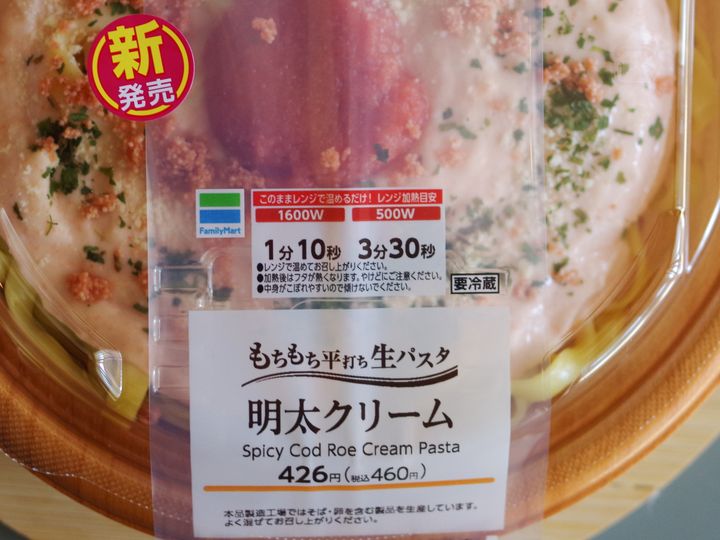 新
発売
FamilyMart
このままレンジで温めるだけ! レンジ加熱目安
1600W 500W
1分10秒 3分30秒
●レンジで温めてお召し上がりください。
●加熱後はフタが熱くなります。やけどにご注意ください。
●中身がこぼれやすいので傾けないでください。
要冷蔵
もちもち平打ち生パスタ
明太クリーム
Spicy Cod Roe Cream Pasta
426円(税込460円)
本品製造工場ではそば・卵を含む製品を生産しています。
よく混ぜてお召し上がりください。